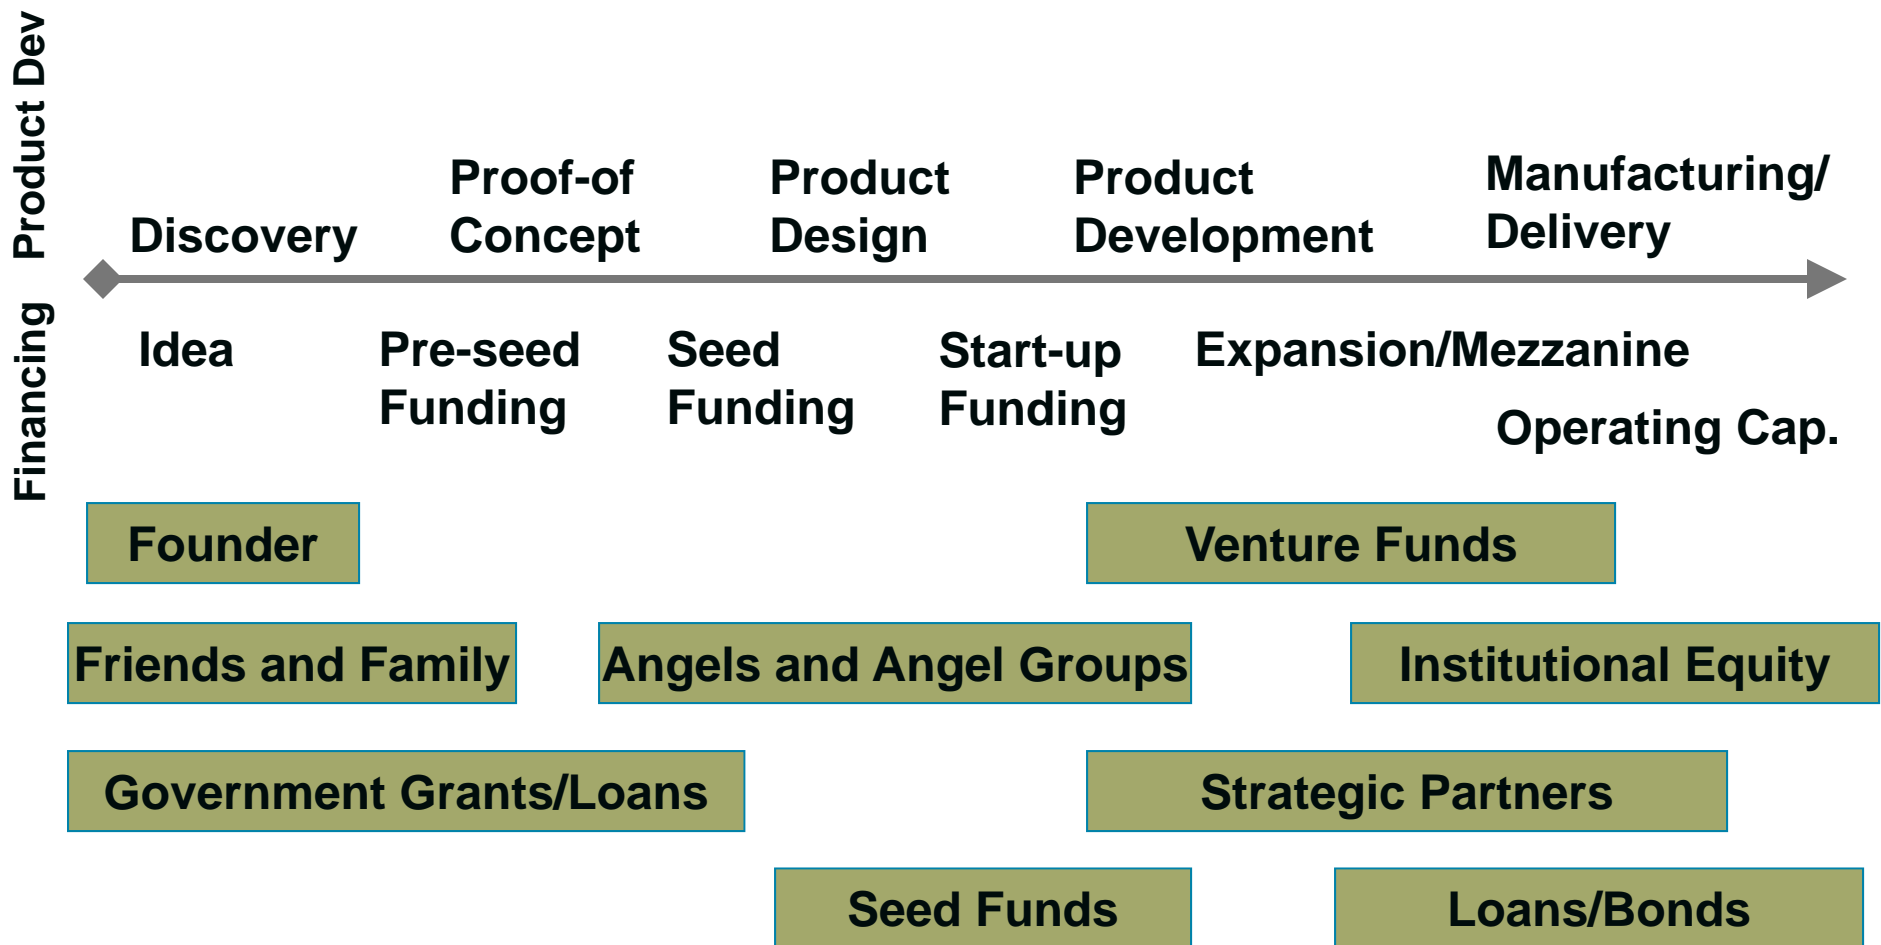 Product Dev
Proof-of
Concept
Product
Design
Product
Development
Manufacturing/
Delivery
Discovery
Financing
Idea
Pre-seed
Funding
Seed
Funding
Start-up
Funding
Expansion/Mezzanine
Operating Cap.
Founder
Venture Funds
Friends and Family
Angels and Angel Groups
Institutional Equity
Government Grants/Loans
Strategic Partners
Seed Funds
Loans/Bonds